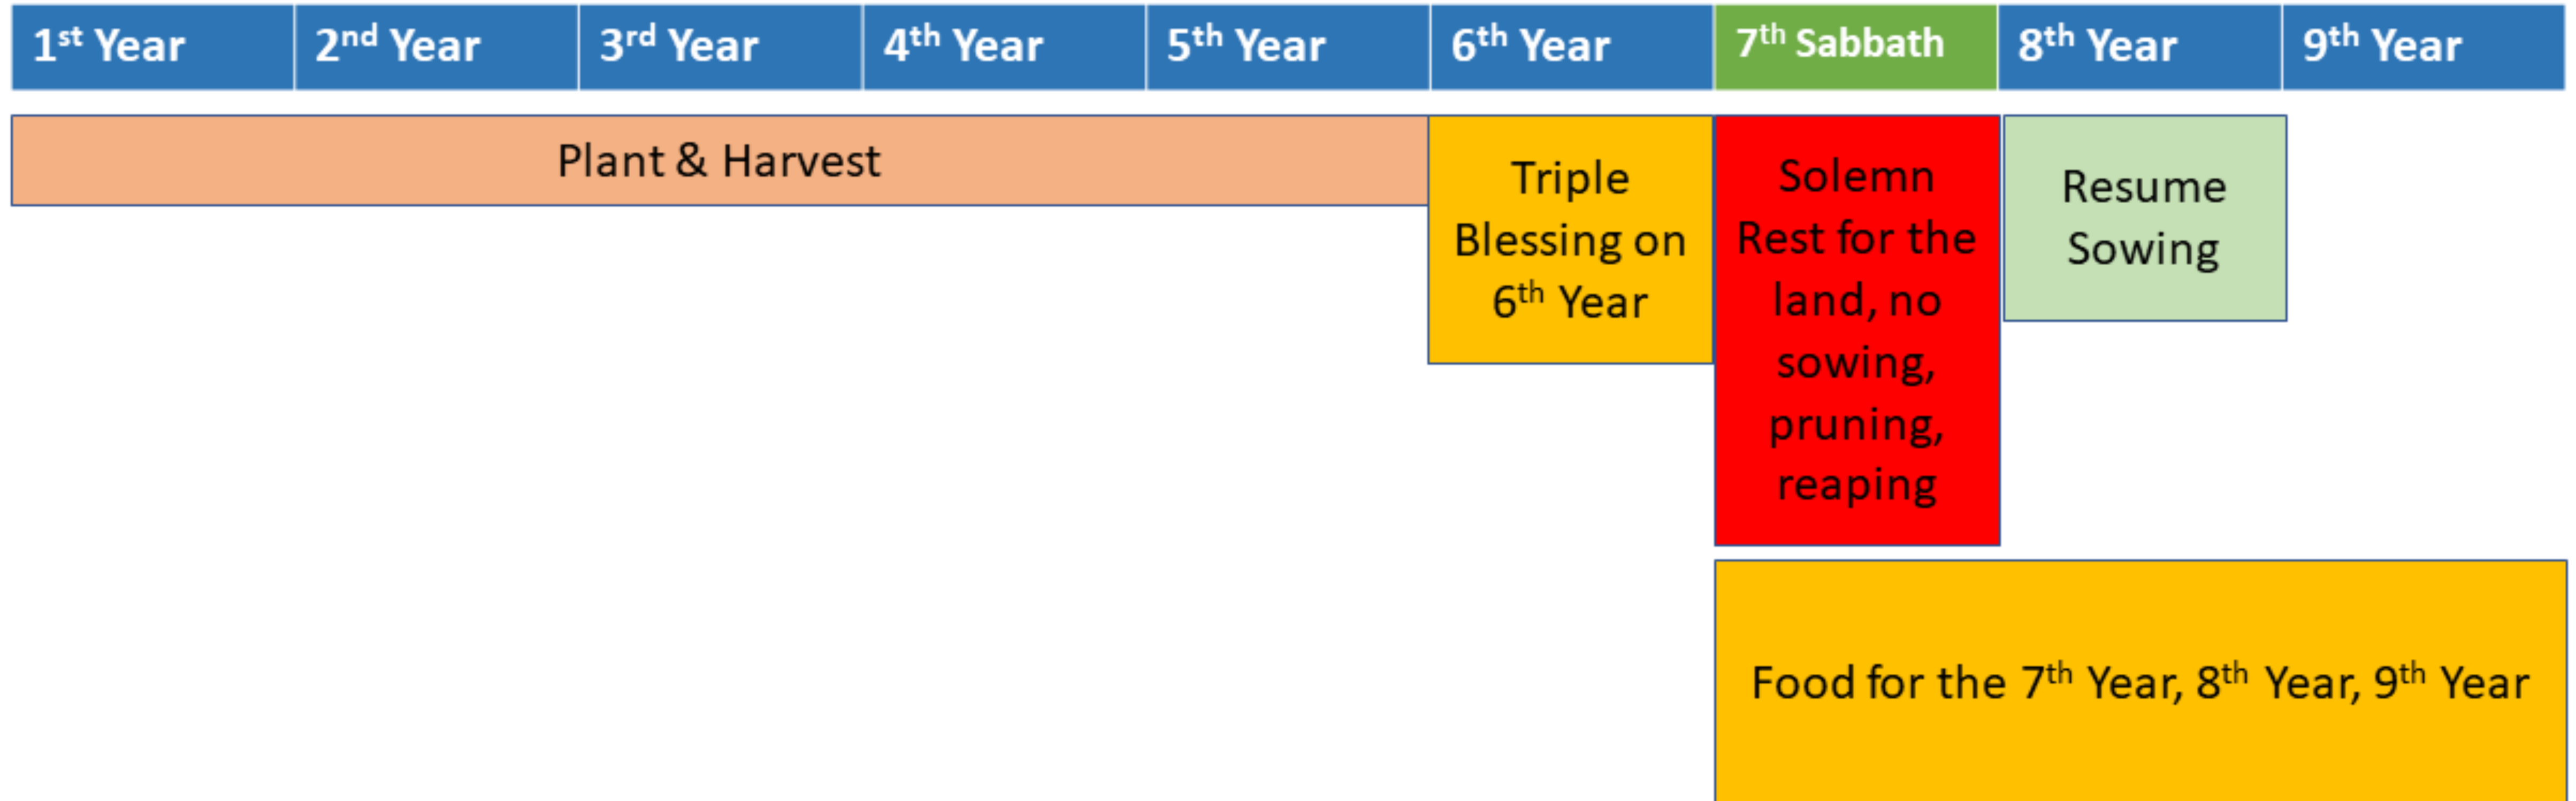 1st Year 2nd Year 3rd Year 4th Year 5th Year 6th Year 7th Sabbath 8th Year 9th Year
Plant & Harvest
Triple
Blessing on
6th Year
Solemn
Rest for the
land, no
sowing,
pruning,
reaping
Resume
Sowing
Food for the 7th Year, 8th Year, 9th Year